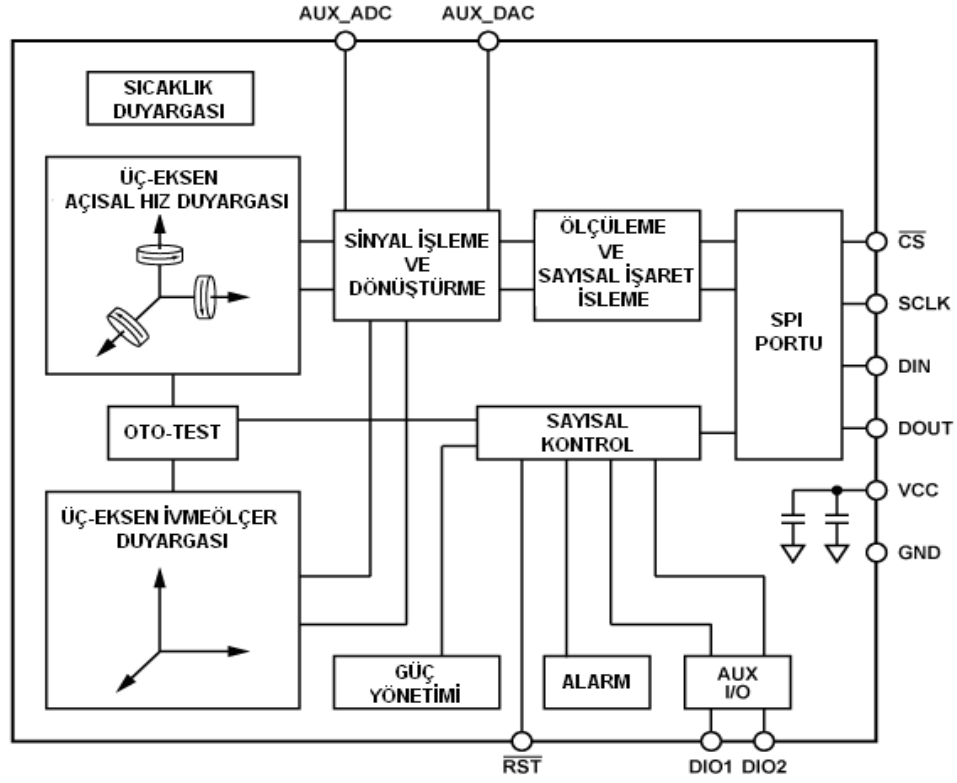 AUX_ADC
AUX_DAC
SICAKLIK
DUYARGASI
ÜÇ-EKSEN
AÇISAL HIZ DUYARGASI
SİNYAL İŞLEME
VE
DÖNÜŞTÜRME
ÖLÇÜLEME
VE
SAYISAL İŞARET
İSLEME
SPI
PORTU
CS
SCLK
DIN
DOUT
VCC
GND
OTO-TEST
SAYISAL
KONTROL
ÜÇ-EKSEN İVMEÖLÇER
DUYARGASI
GÜÇ
YÖNETİMİ
ALARM
AUX
I/O
RST
DIO1
DIO2